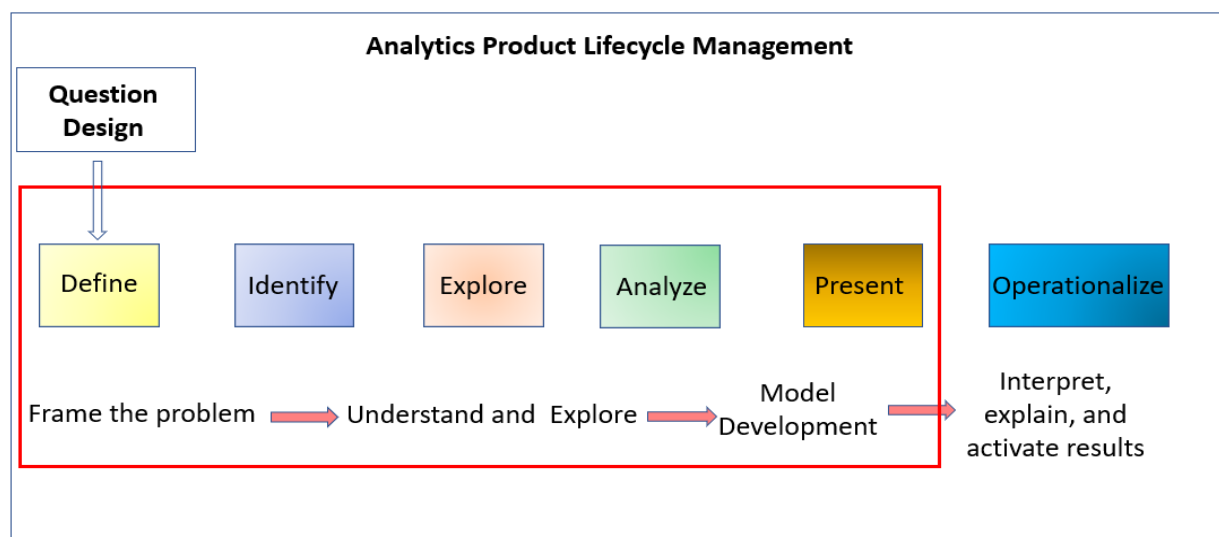 Analytics Product Lifecycle Management
Question
Design
Define
Identify
Explore
Analyze
Present
Operationalize
Frame the problem
Understand and Explore
Model
Development
Interpret,
explain, and
activate results